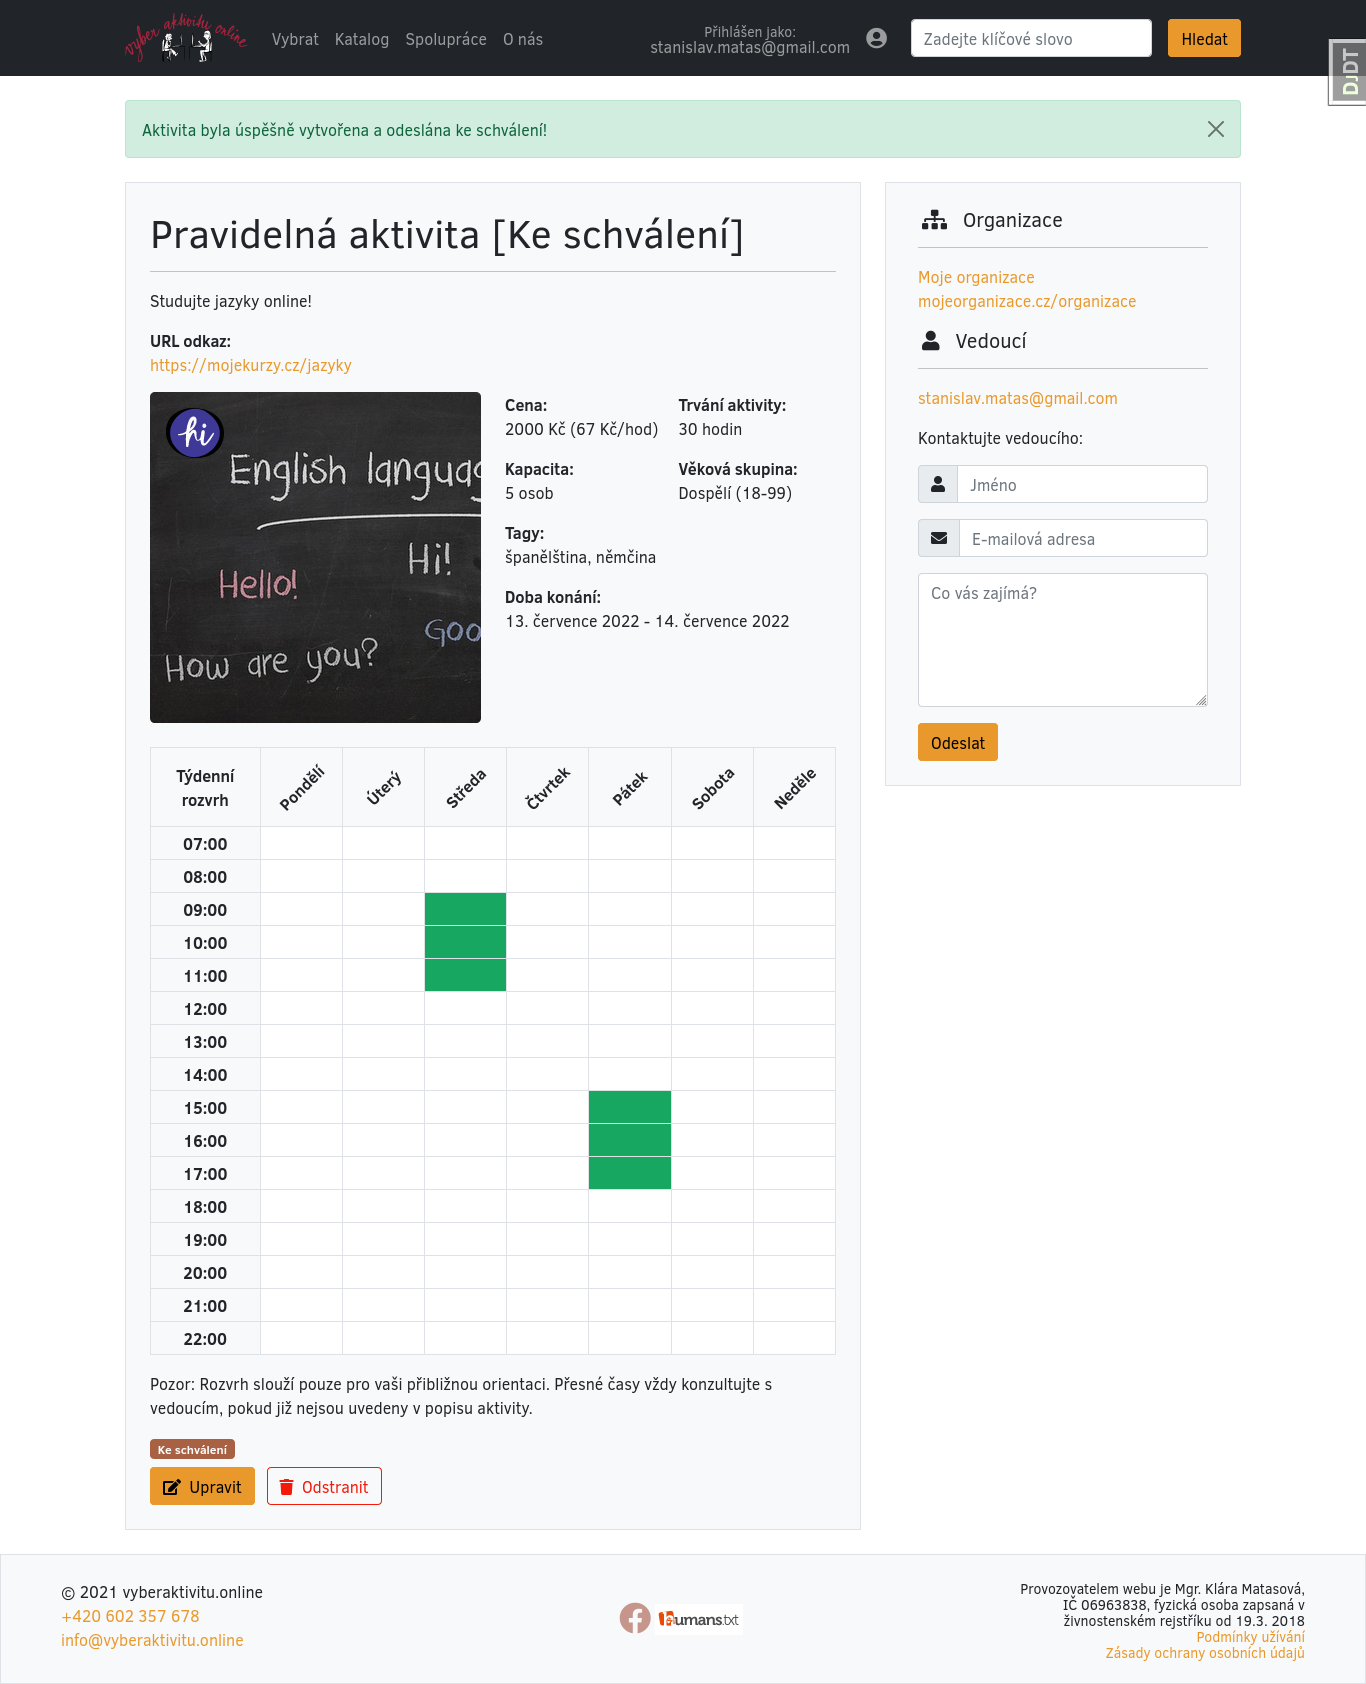 vyber aktivitu online
Vybrat Katalog Spolupráce O nás
Přihlášen jako:
stanislav.matas@gmail.com
Zadejte klíčové slovo
Hledat
DJDT
Aktivita byla úspěšně vytvořena a odeslána ke schválení!
Pravidelná aktivita [Ke schválení]
Studujte jazyky online!
URL odkaz:
https://mojekurzy.cz/jazyky
hi
English languag
Hi!
Hello!
Goo
How are you?
Cena:
2000 Kč (67 Kč/hod)
Trvání aktivity:
30 hodin
Kapacita:
5 osob
Věková skupina:
Dospělí (18-99)
Tagy:
španělština, němčina
Doba konání:
13. července 2022 - 14. července 2022
Týdenní
rozvrh
Pondělí Úterý Středa Čtvrtek Pátek Sobota Neděle
07:00
08:00
09:00
10:00
11:00
12:00
13:00
14:00
15:00
16:00
17:00
18:00
19:00
20:00
21:00
22:00
Pozor: Rozvrh slouží pouze pro vaši přibližnou orientaci. Přesné časy vždy konzultujte s
vedoucím, pokud již nejsou uvedeny v popisu aktivity.
Ke schválení
Upravit
Odstranit
Organizace
Moje organizace
mojeorganizace.cz/organizace
Vedoucí
stanislav.matas@gmail.com
Kontaktujte vedoucího:
Jméno
E-mailová adresa
Co vás zajímá?
Odeslat
© 2021 vyberaktivitu.online
+420 602 357 678
info@vyberaktivitu.online
Humans.txt
Provozovatelem webu je Mgr. Klára Matasová,
IČ 06963838, fyzická osoba zapsaná v
živnostenském rejstříku od 19.3. 2018
Podmínky užívání
Zásady ochrany osobních údajů